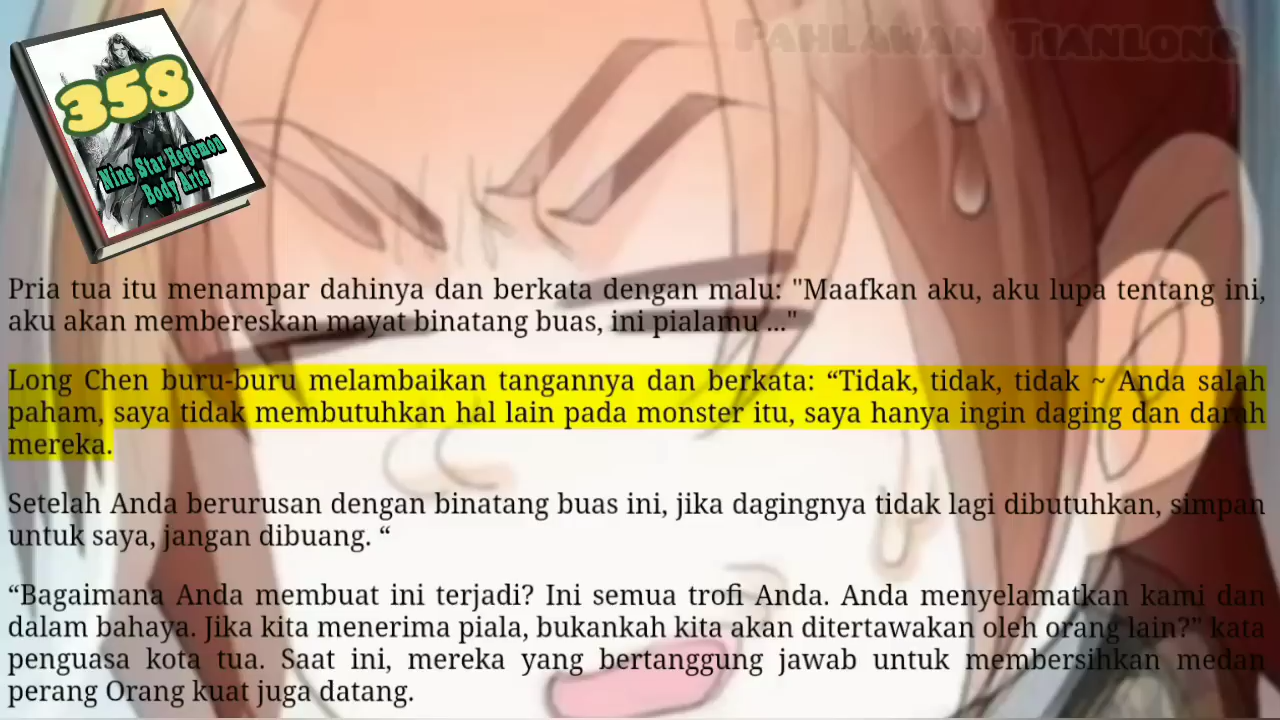 PAHLAWAN TIANLONG
358
Nine Star Hegemon
Body Arts
Pria tua itu menampar dahinya dan berkata dengan malu: "Maafkan aku, aku lupa tentang ini,
aku akan membereskan mayat binatang buas, ini pialamu ..."
Long Chen buru-buru melambaikan tangannya dan berkata: “Tidak, tidak, tidak ~ Anda salah
paham, saya tidak membutuhkan hal lain pada monster itu, saya hanya ingin daging dan darah
mereka.
Setelah Anda berurusan dengan binatang buas ini, jika dagingnya tidak lagi dibutuhkan, simpan
untuk saya, jangan dibuang. “
“Bagaimana Anda membuat ini terjadi? Ini semua trofi Anda. Anda menyelamatkan kami dan
dalam bahaya. Jika kita menerima piala, bukankah kita akan ditertawakan oleh orang lain?" kata
penguasa kota tua. Saat ini, mereka yang bertanggung jawab untuk membersihkan medan
perang Orang kuat juga datang.